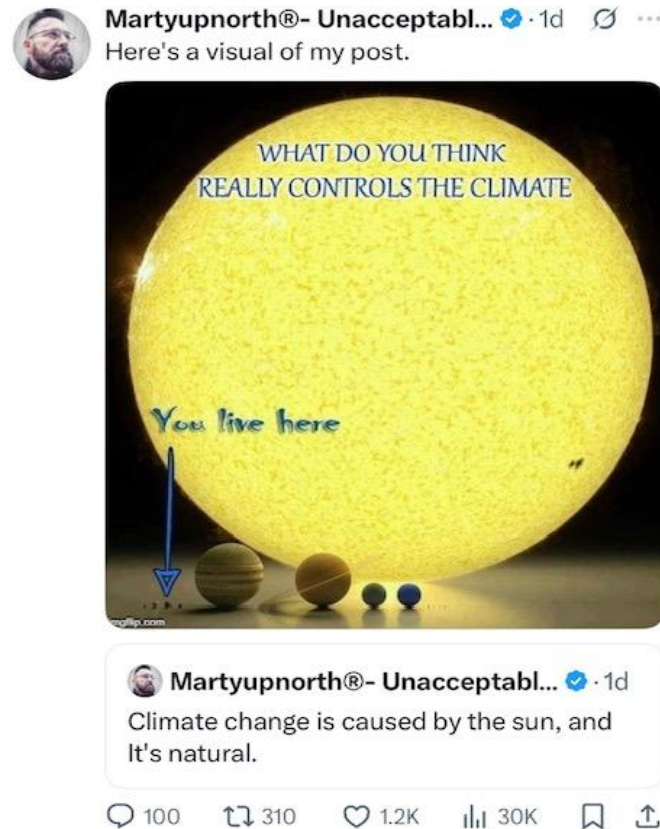 Martyupnorth®- Unacceptabl... · 1d
Here's a visual of my post.
WHAT DO YOU THINK
REALLY CONTROLS THE CLIMATE
You live here
imgflip.com
Martyupnorth®- Unacceptabl... · 1d
Climate change is caused by the sun, and
It's natural.
100 310 1.2K 30K